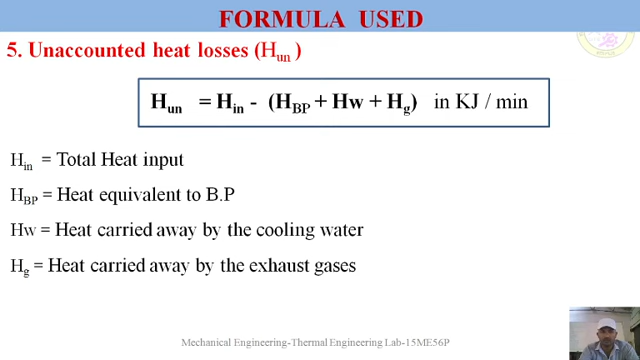 FORMULA USED
5. Unaccounted heat losses (Hun )
Hun = Hin - (HBP + Hw + Hg) in KJ / min
Hin = Total Heat input
HBP = Heat equivalent to B.P
Hw = Heat carried away by the cooling water
Hg = Heat carried away by the exhaust gases
Mechanical Engineering-Thermal Engineering Lab-15ME56P